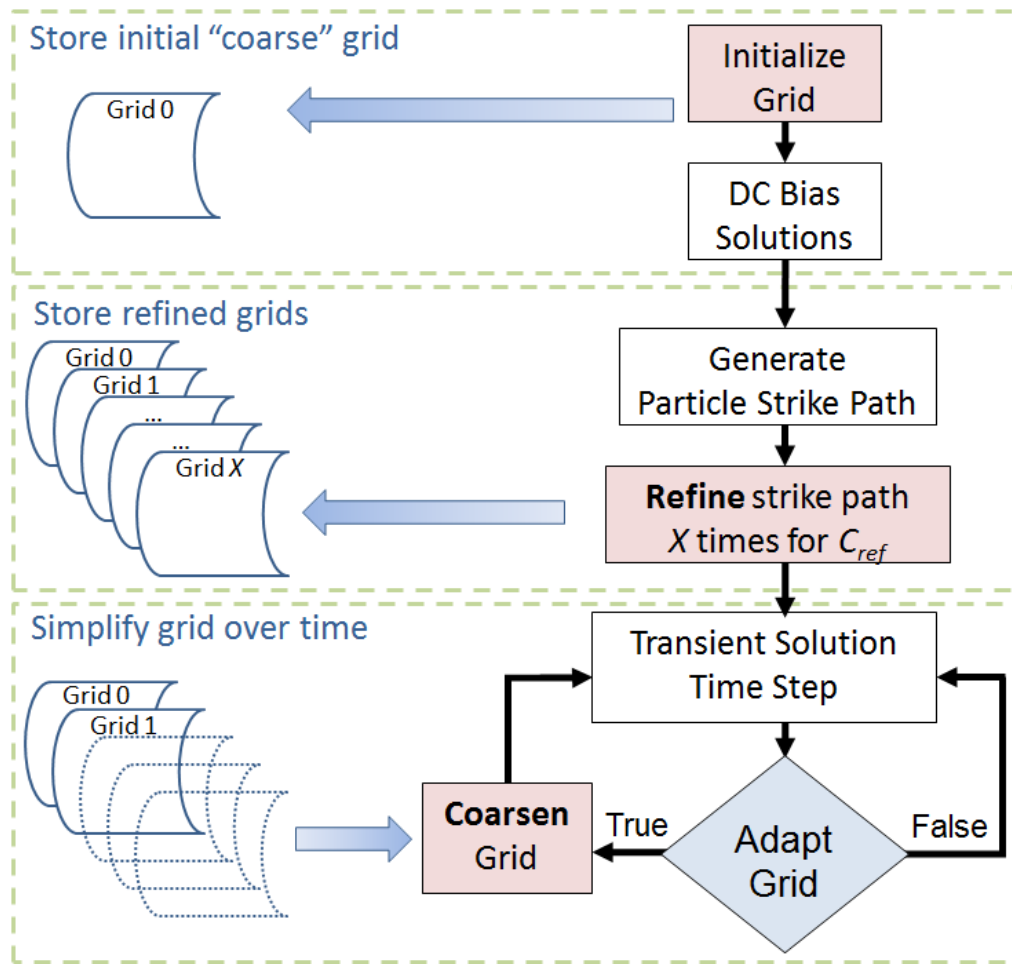 Store initial “coarse” grid
Grid 0
Initialize
Grid
DC Bias
Solutions
Store refined grids
Grid 0
Grid 1
...
...
Grid X
Generate
Particle Strike Path
Refine strike path
X times for Cref
Simplify grid over time
Grid 0
Grid 1
Transient Solution
Time Step
Coarsen
Grid
True
Adapt
Grid
False